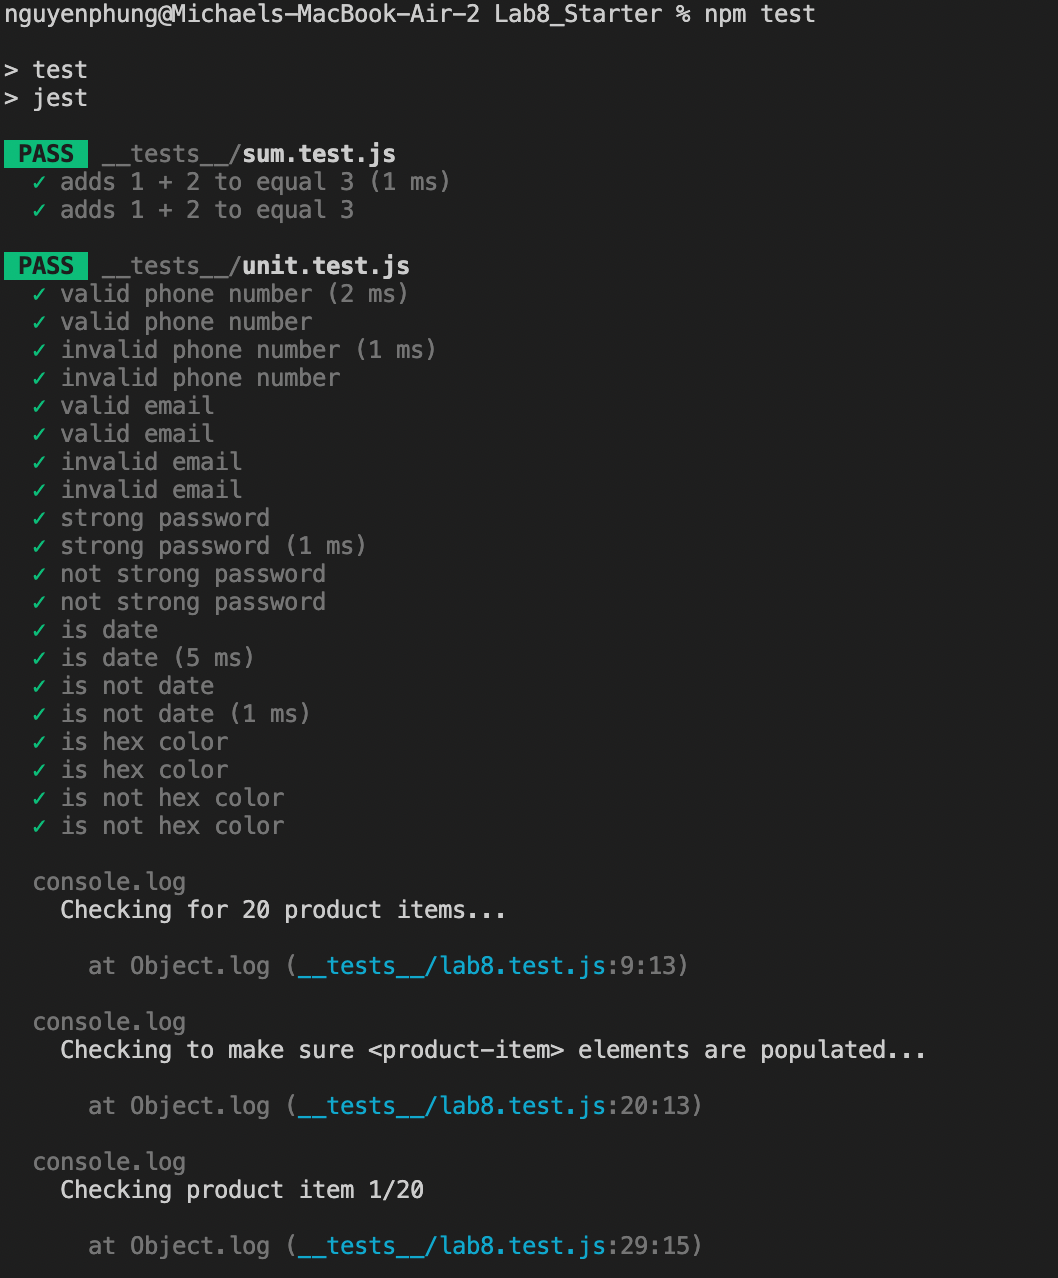 nguyenphung@Michaels-MacBook-Air-2 Lab8_Starter % npm test
> test
> jest
PASS __tests__/sum.test.js
✓ adds 1 + 2 to equal 3 (1 ms)
✓ adds 1 + 2 to equal 3
PASS __tests__/unit.test.js
✓ valid phone number (2 ms)
✓ valid phone number
✓ invalid phone number (1 ms)
✓ invalid phone number
✓ valid email
✓ valid email
✓ invalid email
✓ invalid email
✓ strong password
✓ strong password (1 ms)
✓ not strong password
✓ not strong password
✓ is date
✓ is date (5 ms)
✓ is not date
✓ is not date (1 ms)
✓ is hex color
✓ is hex color
✓ is not hex color
✓ is not hex color
console.log
Checking for 20 product items...
at Object.log (__tests__/lab8.test.js:9:13)
console.log
Checking to make sure <product-item> elements are populated...
at Object.log (__tests__/lab8.test.js:20:13)
console.log
Checking product item 1/20
at Object.log (__tests__/lab8.test.js:29:15)